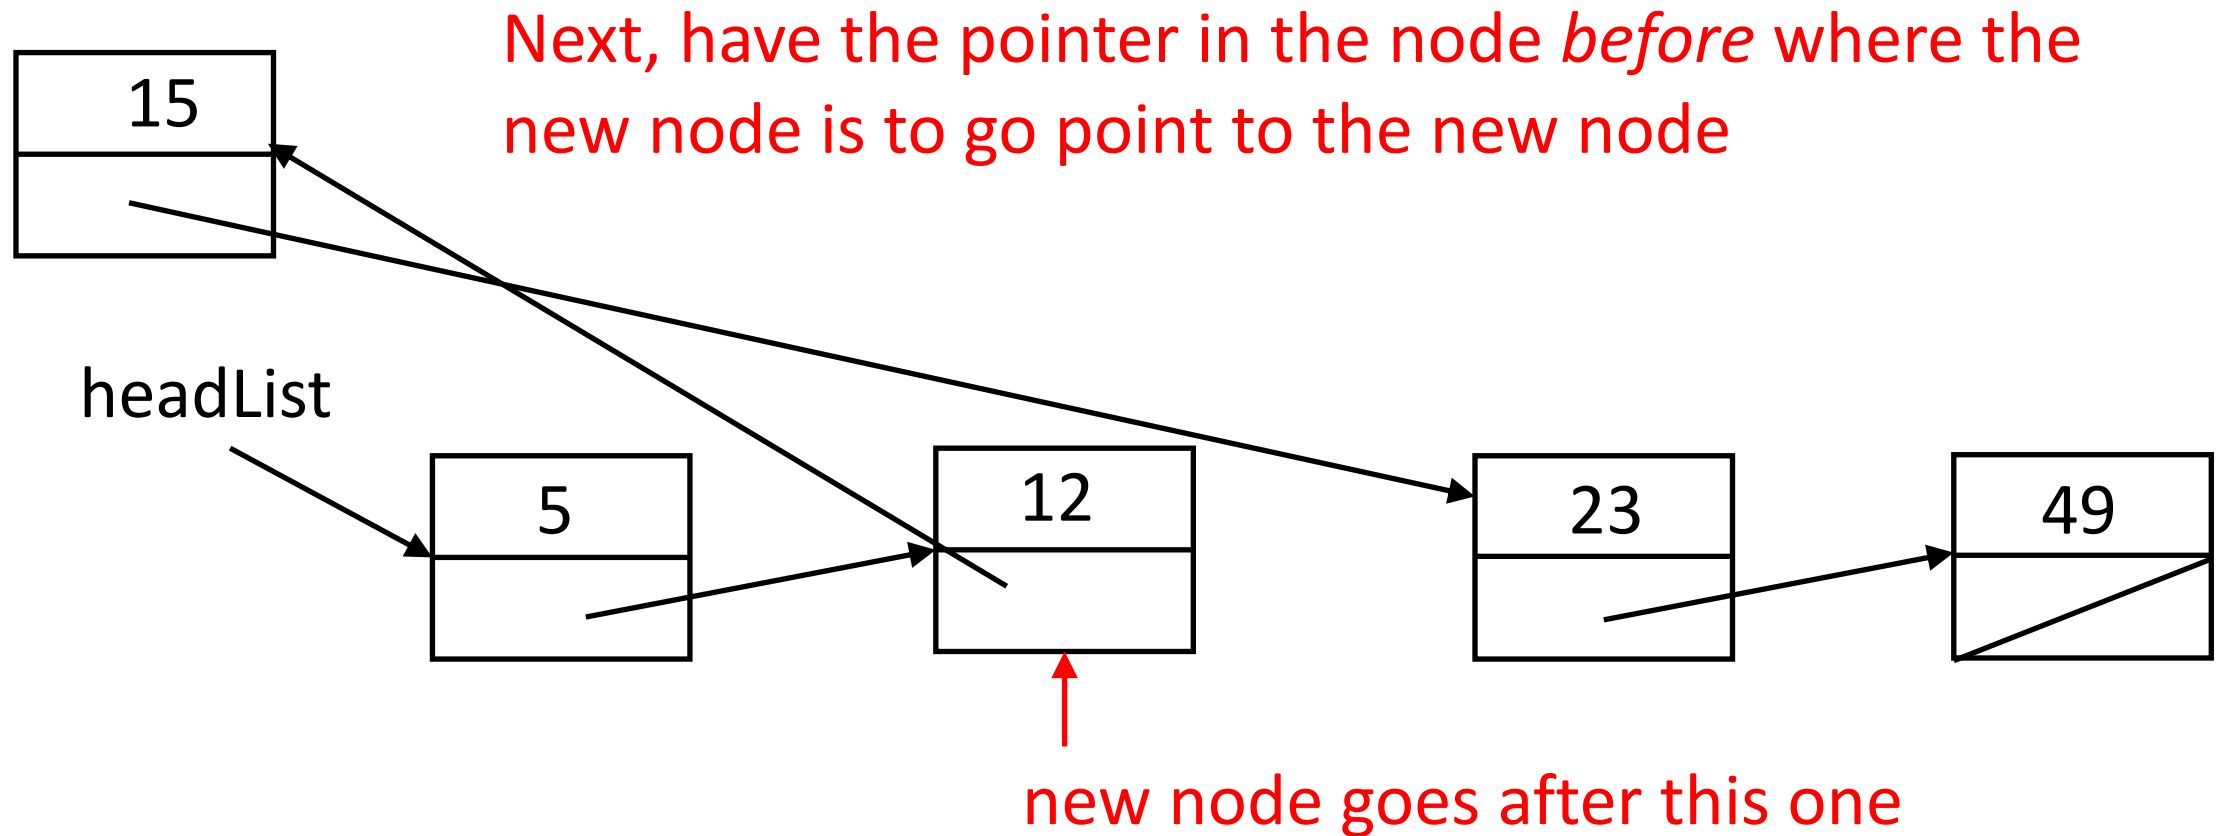 Next, have the pointer in the node before where the
new node is to go point to the new node
15
headList
5
12
23
49
new node goes after this one